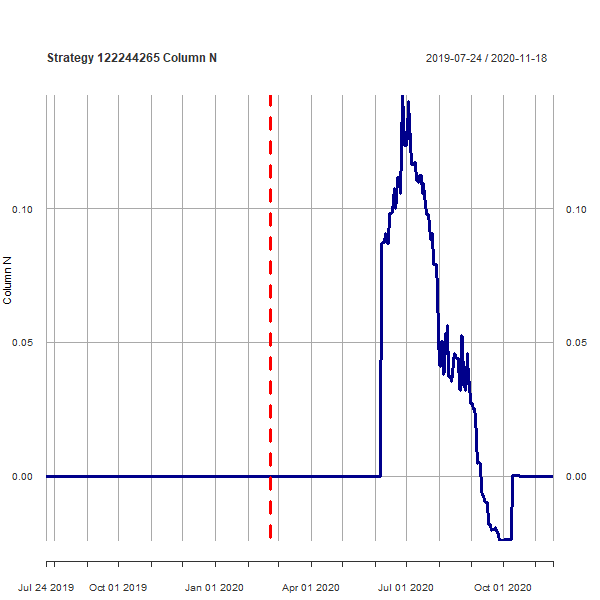 Strategy 122244265 Column N 2019-07-24 / 2020-11-18
0.10 0.10
Column N
0.05 0.05
0.00 0.00
Jul 24 2019 Oct 01 2019 Jan 01 2020 Apr 01 2020 Jul 01 2020 Oct 01 2020